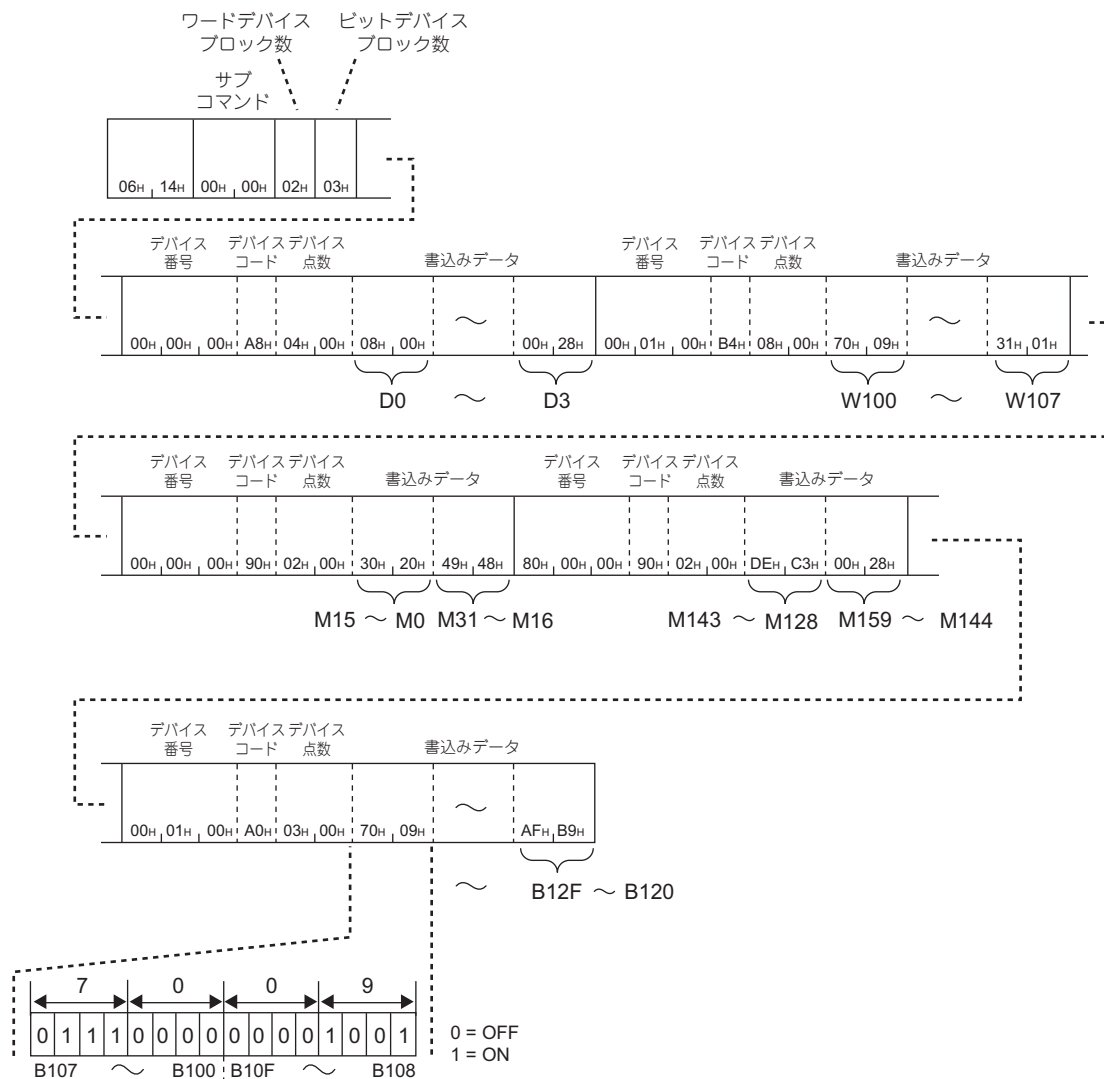 ワードデバイス ビットデバイス
ブロック数 ブロック数
サブ
コマンド
06H 14H 00H 00H 02H 03H
デバイス デバイス デバイス デバイス デバイス デバイス
番号 コード 点数 書込みデータ 番号 コード 点数 書込みデータ
00H 00H 00H A8H 04H 00H 08H 00H ～ 00H 28H 00H 01H 00H B4H 08H 00H 70H 09H ～ 31H 01H
D0 ～ D3 W100 ～ W107
デバイス デバイス デバイス デバイス デバイス デバイス
番号 コード 点数 書込みデータ 番号 コード 点数 書込みデータ
00H 00H 00H 90H 02H 00H 30H 20H 49H 48H 80H 00H 00H 90H 02H 00H DEH C3H 00H 28H
M15 ～ M0 M31 ～ M16 M143 ～ M128 M159 ～ M144
デバイス デバイス デバイス
番号 コード 点数 書込みデータ
00H 01H 00H A0H 03H 00H 70H 09H ～ AFH B9H
～ B12F ～ B120
7 0 0 9
0 1 1 1 0 0 0 0 0 0 0 0 1 0 0 1
0 = OFF
1 = ON
B107 ～ B100 B10F ～ B108